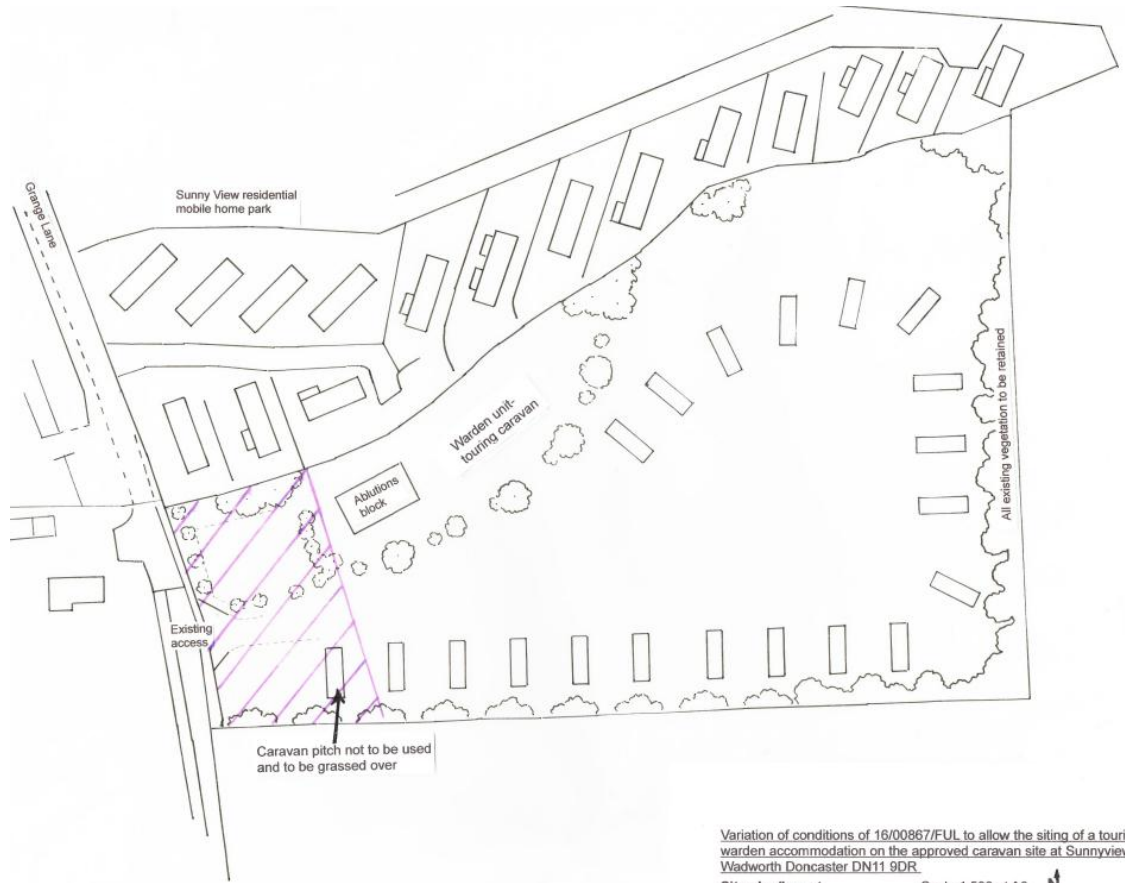 Grange Lane
Sunny View residential
mobile home park
Warden unit-
touring caravan
Ablutions
block
All existing vegetation to be retained
Existing
access
Caravan pitch not to be used
and to be grassed over
Variation of conditions of 16/00867/FUL to allow the siting of a touri
warden accommodation on the approved caravan site at Sunnyview
Wadworth Doncaster DN11 9DR